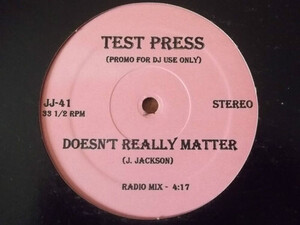 TEST PRESS
(PROMO FOR DJ USE ONLY)
JJ-41
STEREO
33 1/2 RPM
DOESN'T REALLY MATTER
(J. JACKSON)
RADIO MIX - 4:17